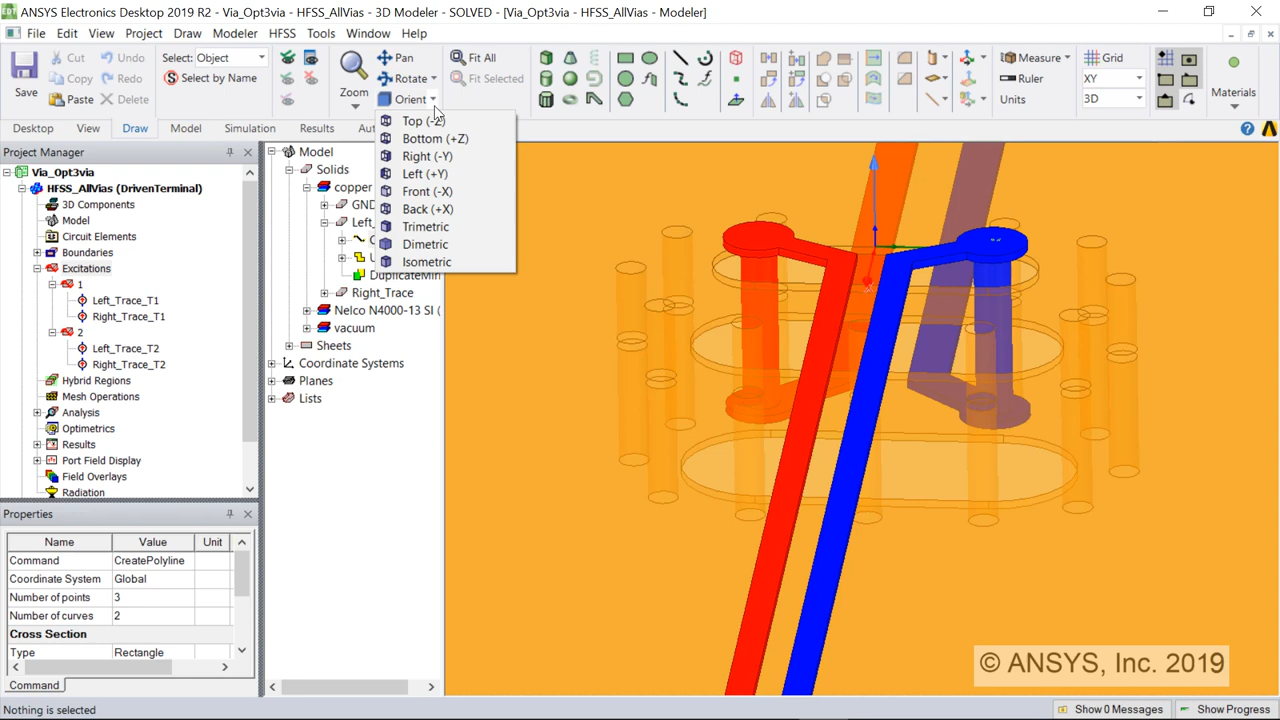 ANSYS Electronics Desktop 2019 R2 - Via_Opt3via - HFSS_AllVias - 3D Modeler - SOLVED - [Via_Opt3via - HFSS_AllVias - Modeler]
File Edit View Project Draw Modeler HFSS Tools Window Help
Save
Cut
Copy
Paste
Undo
Redo
Delete
Select: Object
Select by Name
Zoom
Pan
Rotate
Orient
Fit All
Fit Selected
Measure
Ruler
Units
Grid
XY
3D
Materials
Desktop View Draw Model Simulation Results
Top (-Z)
Bottom (+Z)
Right (-Y)
Left (+Y)
Front (-X)
Back (+X)
Trimetric
Dimetric
Isometric
Project Manager
Via_Opt3via
HFSS_AllVias (DrivenTerminal)
3D Components
Model
Circuit Elements
Boundaries
Excitations
1
Left_Trace_T1
Right_Trace_T1
2
Left_Trace_T2
Right_Trace_T2
Hybrid Regions
Mesh Operations
Analysis
Optimetrics
Results
Port Field Display
Field Overlays
Radiation
Model
Solids
copper
GND
Left_
DuplicateMirr
Right_Trace
Nelco N4000-13 SI (
vacuum
Sheets
Coordinate Systems
Planes
Lists
Properties
Name Value Unit
Command CreatePolyline
Coordinate System Global
Number of points 3
Number of curves 2
Cross Section
Type Rectangle
Command
© ANSYS, Inc. 2019
Nothing is selected
Show 0 Messages
Show Progress